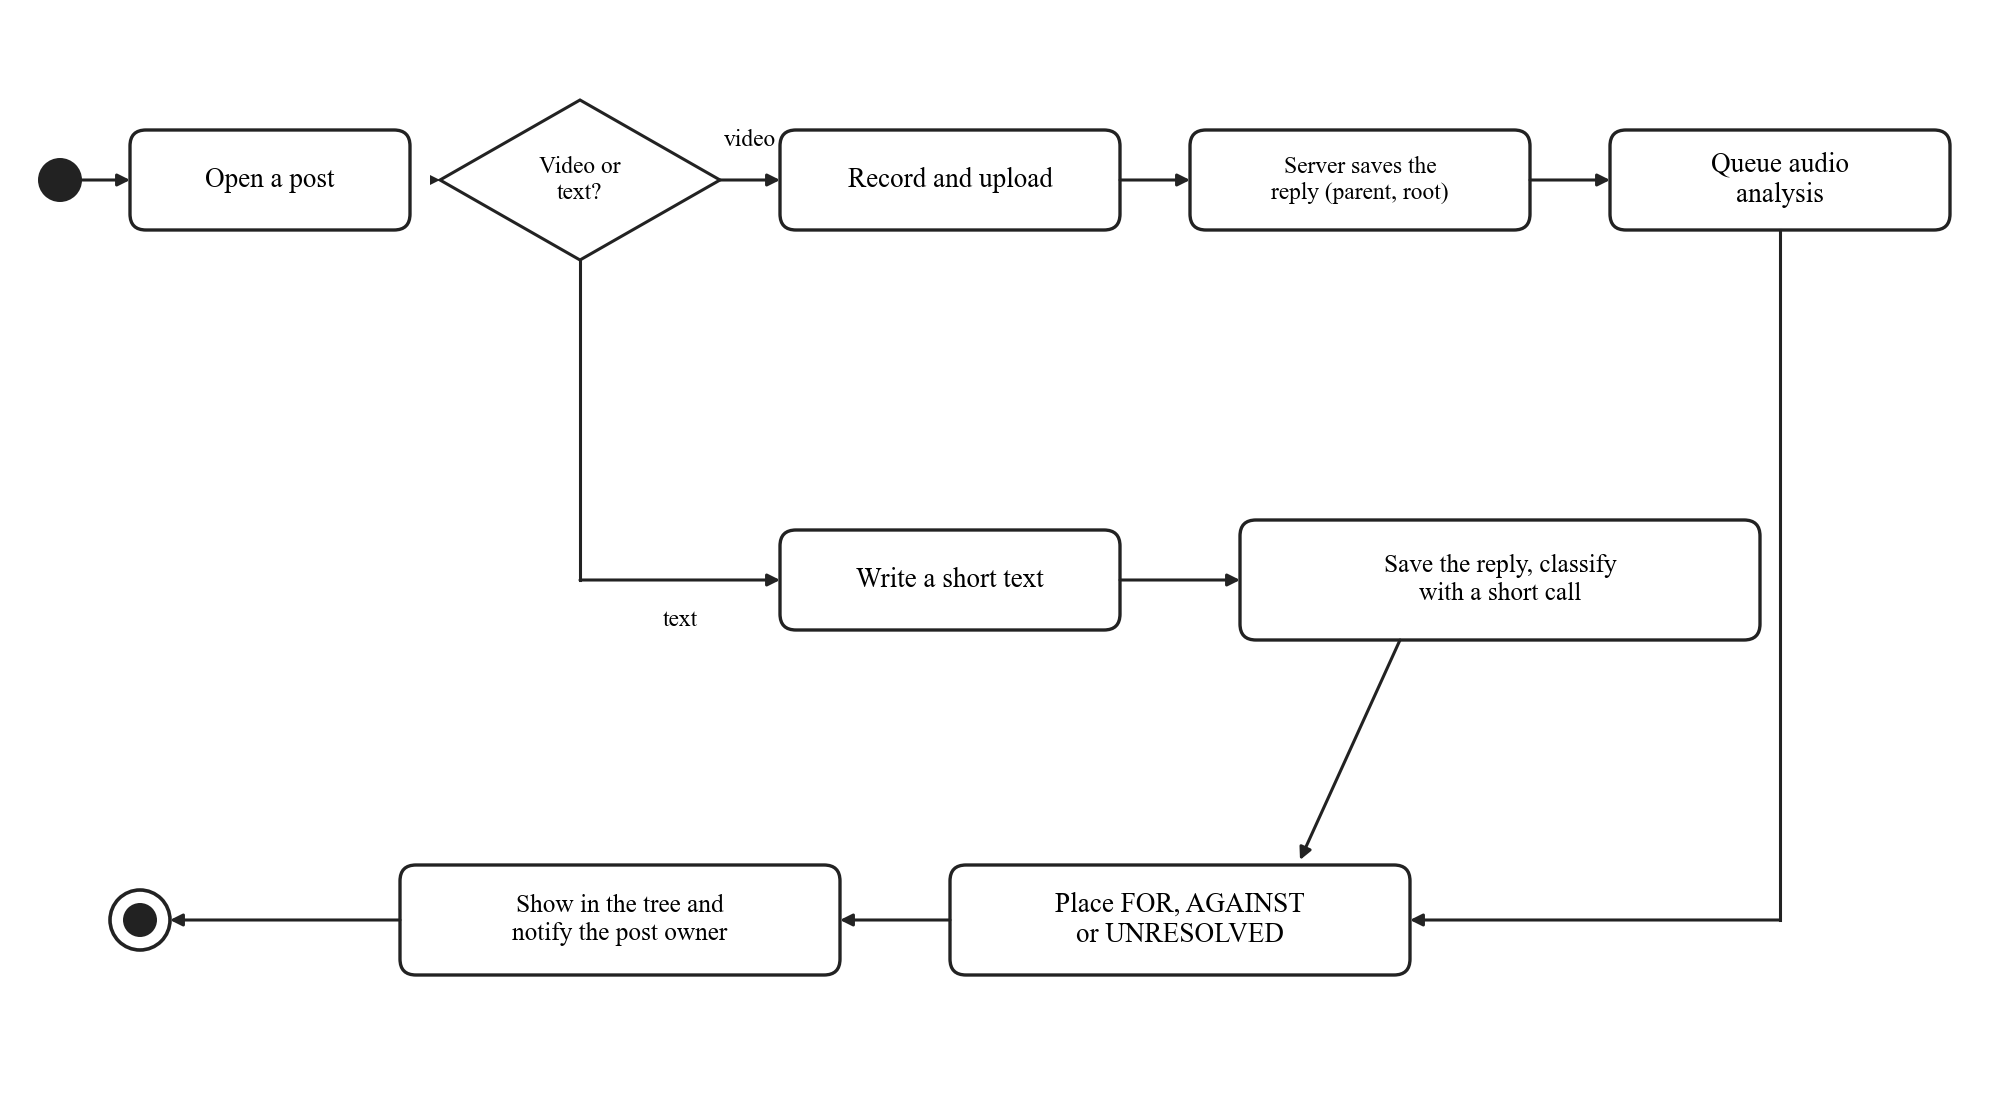 Open a post
Video or
text?
video
Record and upload
Server saves the
reply (parent, root)
Queue audio
analysis
text
Write a short text
Save the reply, classify
with a short call
Show in the tree and
notify the post owner
Place FOR, AGAINST
or UNRESOLVED